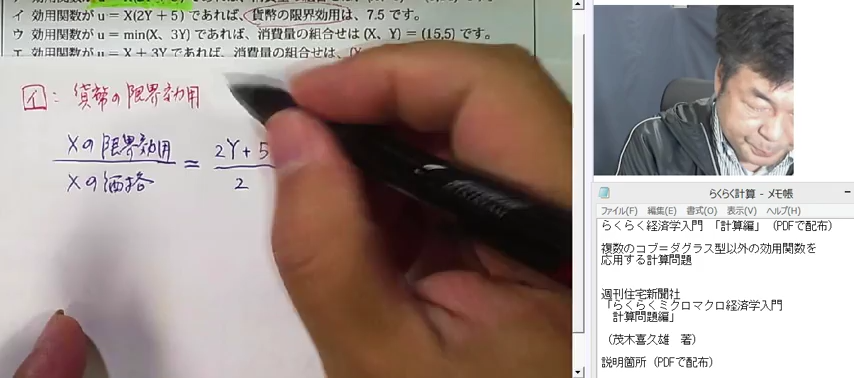 イ 効用関数が u = X(2Y + 5) であれば、貨幣の限界効用は、7.5 です。
ウ 効用関数が u = min(X、3Y) であれば、消費量の組合せは (X、Y) = (15,5) です。
エ 効用関数が u = X + 3Y であれば、消費量の組合せは、(X
イ : 貨幣の限界効用
Xの限界効用 = 2Y + 5
Xの価格 2
らくらく計算 - メモ帳
ファイル(F) 編集(E) 書式(O) 表示(V) ヘルプ(H)
らくらく経済学入門 「計算編」 (PDFで配布)
複数のコブ=ダグラス型以外の効用関数を
応用する計算問題
週刊住宅新聞社
「らくらくミクロマクロ経済学入門
計算問題編」
(茂木喜久雄 著)
説明箇所 (PDFで配布)